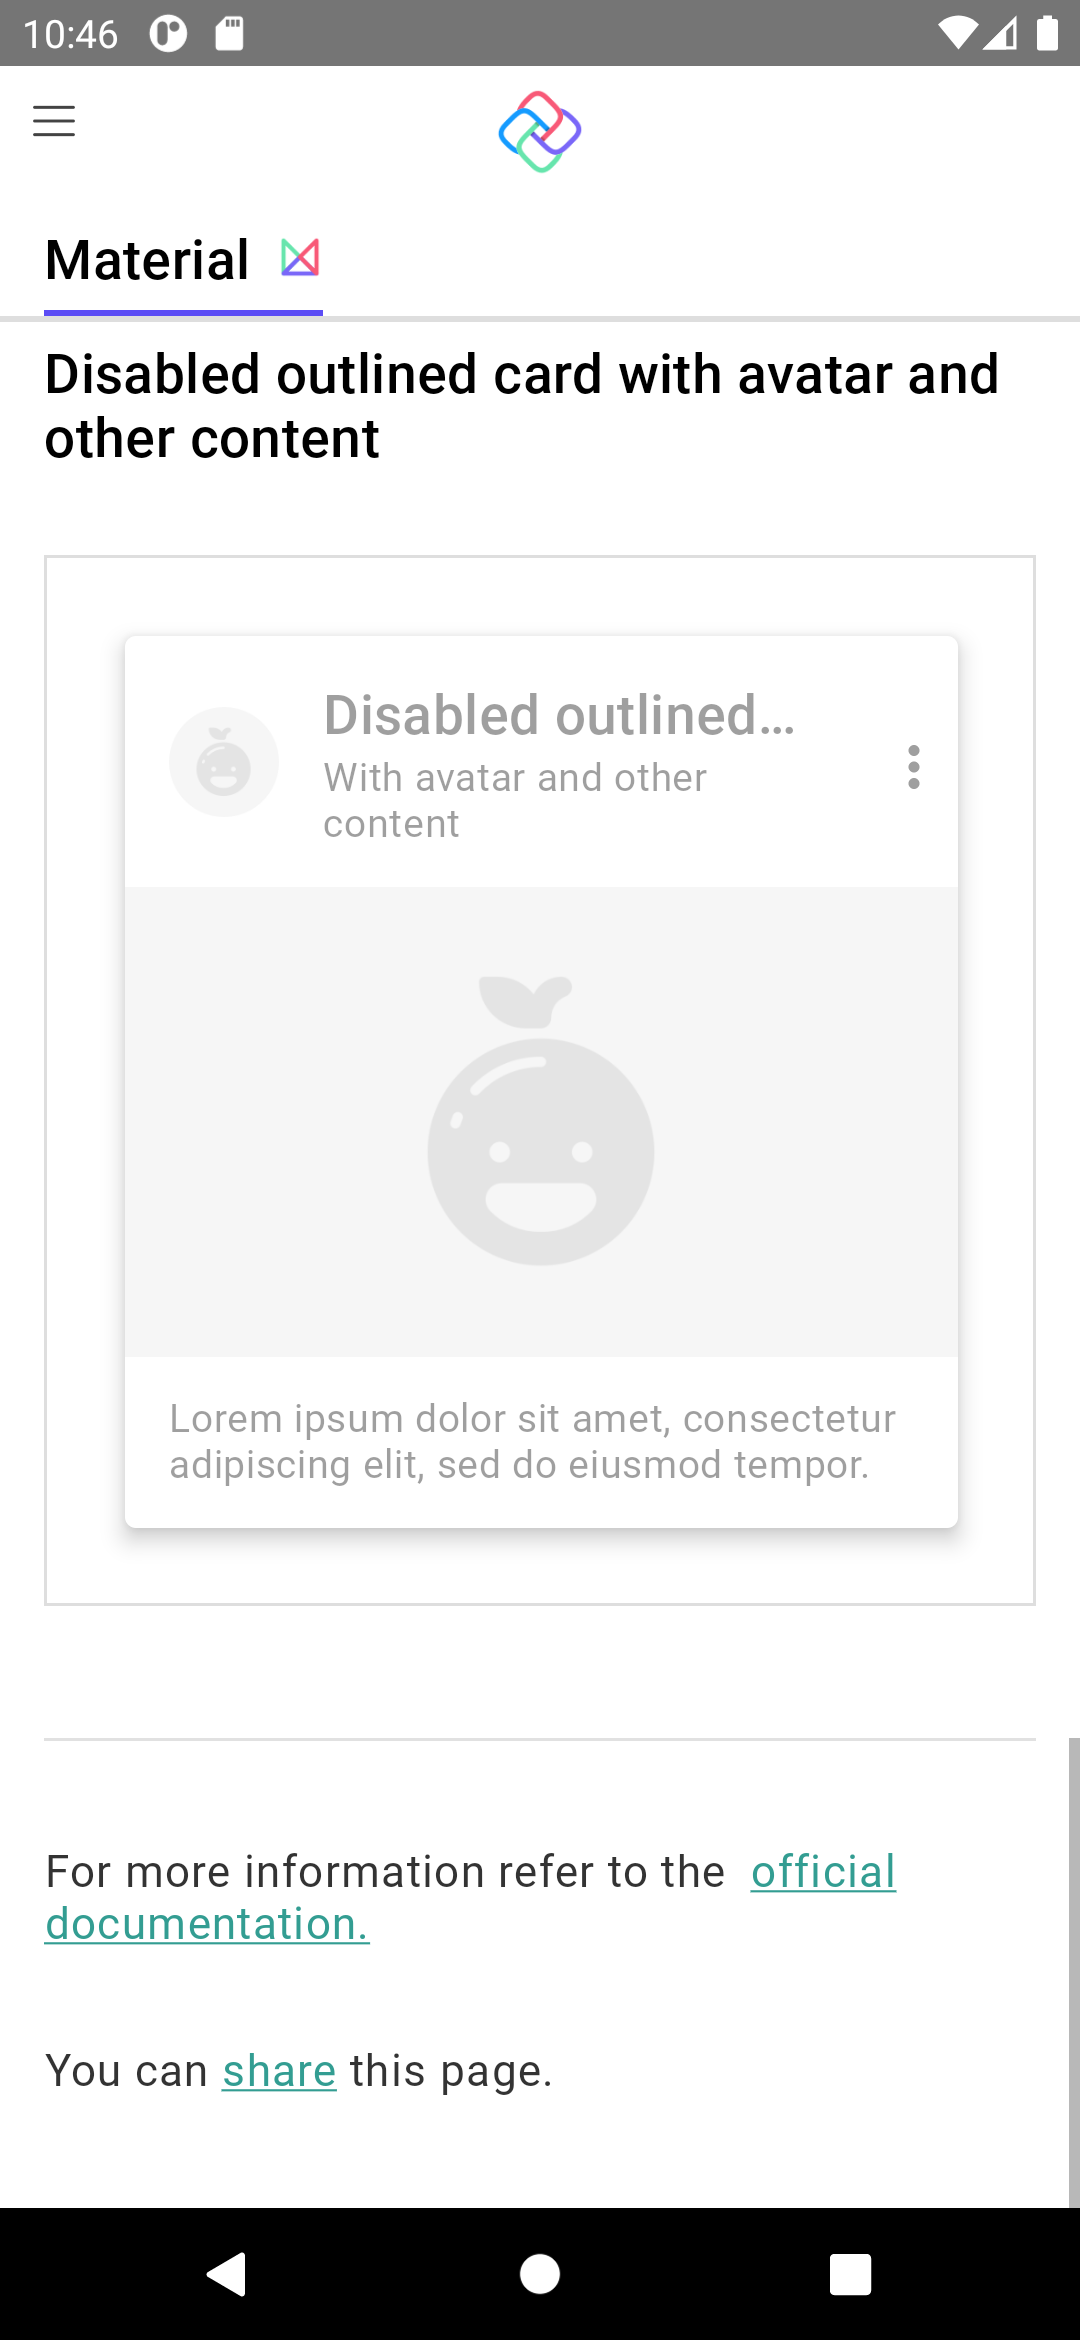 10:46
Material
Disabled outlined card with avatar and
other content
Disabled outlined...
With avatar and other
content
Lorem ipsum dolor sit amet, consectetur
adipiscing elit, sed do eiusmod tempor.
For more information refer to the official
documentation.
You can share this page.